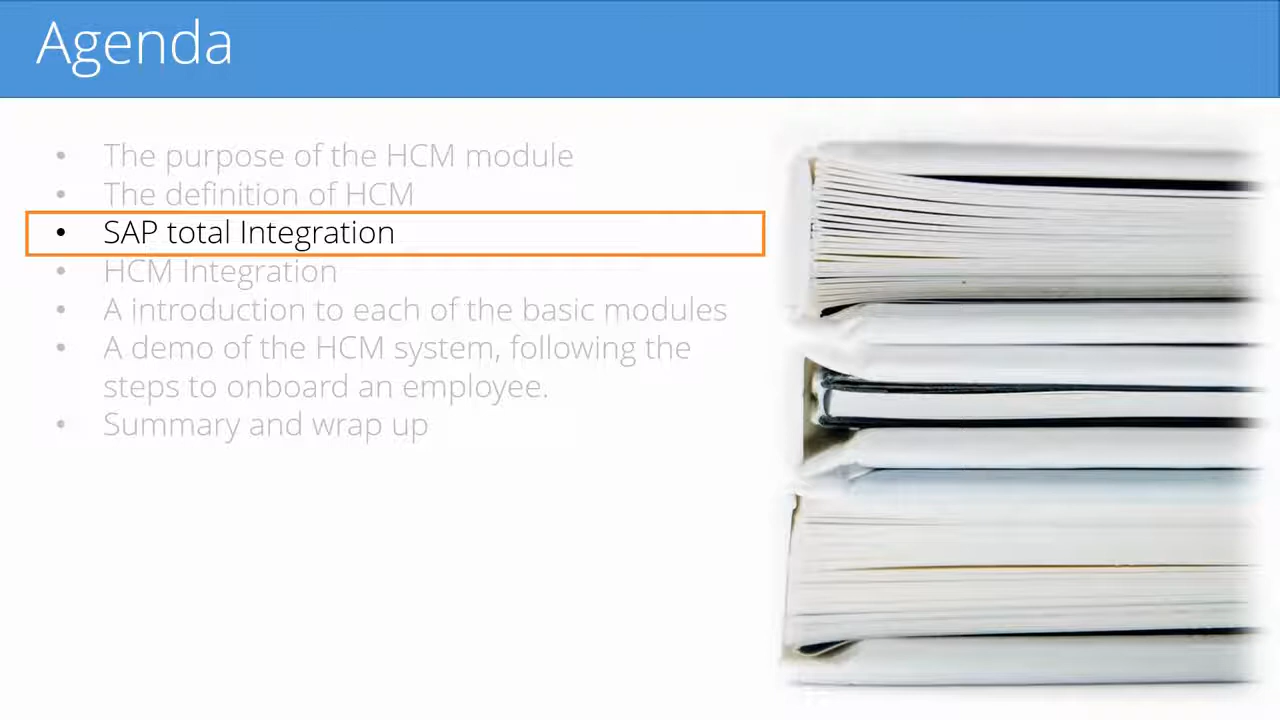 Agenda
• The purpose of the HCM module
• The definition of HCM
• SAP total Integration
• HCM Integration
• A introduction to each of the basic modules
• A demo of the HCM system, following the
steps to onboard an employee.
• Summary and wrap up